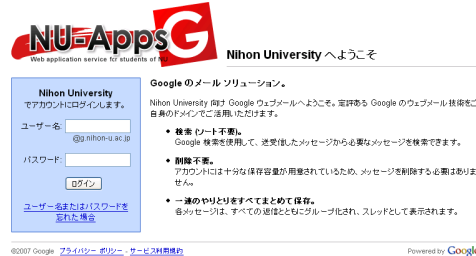 NU-AppsG
Web application service for students of NU
Nihon University へようこそ
Nihon University
でアカウントにログインします。
ユーザー名:
@g.nihon-u.ac.jp
パスワード:
ログイン
ユーザー名またはパスワードを
忘れた場合
Google のメール ソリューション。
Nihon University 向け Google ウェブメールへようこそ。定評ある Google のウェブメール 技術をご
自身のドメインでご活用いただけます。
検索 (ソート不要)。
Google 検索を使用して、送受信したメッセージから必要なメッセージを検索できます。
削除不要。
アカウントには十分な保存容量が用意されているため、メッセージを削除する必要はありま
せん。
一連のやりとりをすべてまとめて保存。
各メッセージは、すべての返信とともにグループ化され、スレッドとして表示されます。
©2007 Google プライバシー ポリシー - サービス利用規約
Powered by Google